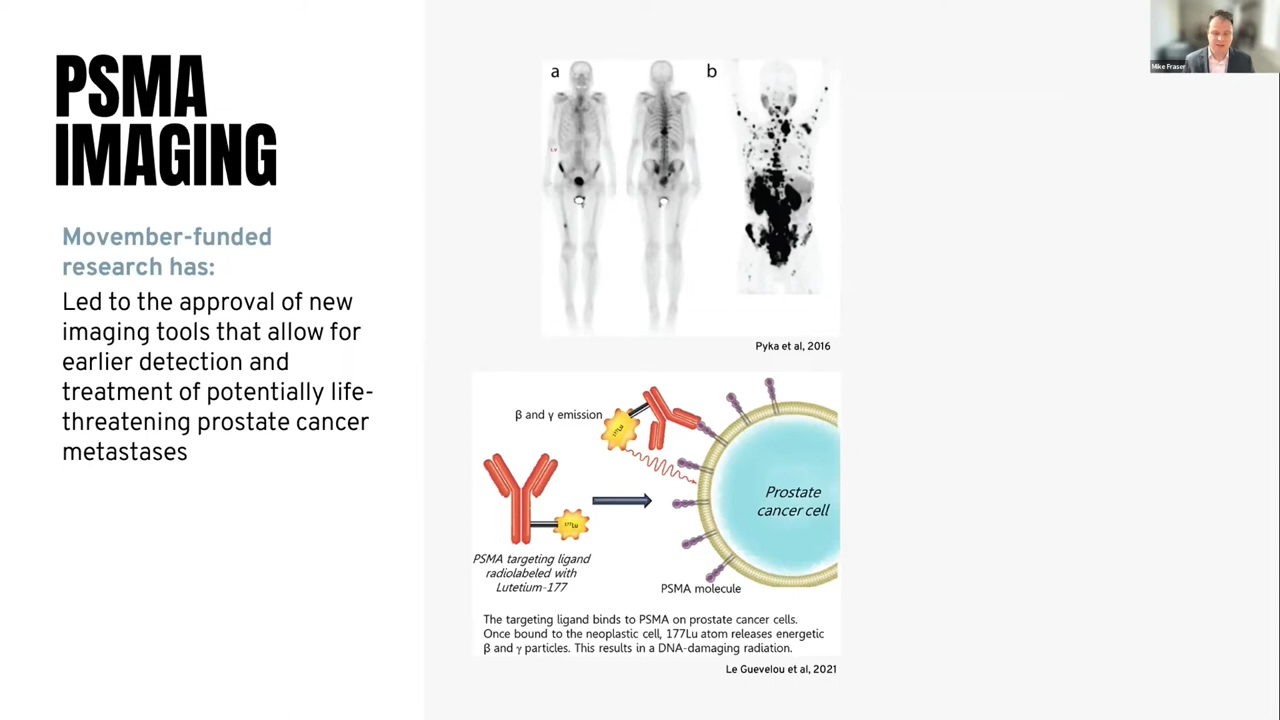 PSMA
IMAGING
Movember-funded
research has:
Led to the approval of new
imaging tools that allow for
earlier detection and
treatment of potentially life-
threatening prostate cancer
metastases
a
b
Pyka et al, 2016
β and γ emission
¹⁷⁷Lu
¹⁷⁷Lu
Prostate
cancer cell
PSMA targeting ligand
radiolabeled with
Lutetium-177
PSMA molecule
The targeting ligand binds to PSMA on prostate cancer cells.
Once bound to the neoplastic cell, 177Lu atom releases energetic
β and γ particles. This results in a DNA-damaging radiation.
Le Guevelou et al, 2021
Mike Fraser